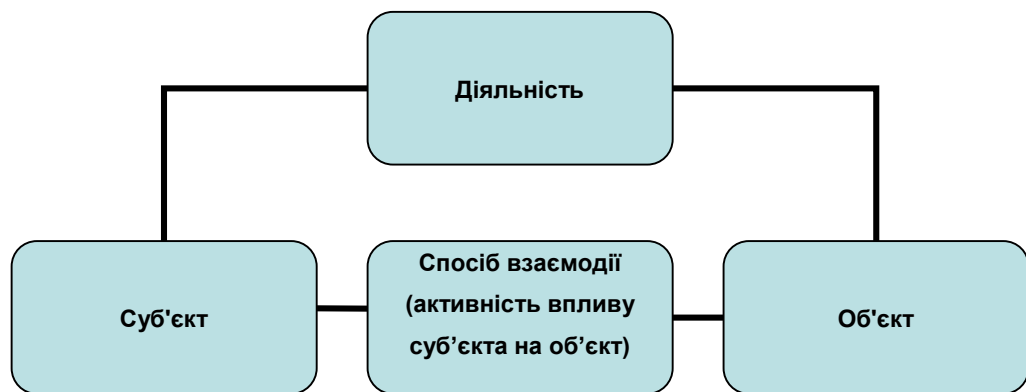 Діяльність
Спосіб взаємодії
(активність впливу
суб’єкта на об’єкт)
Суб'єкт
Об'єкт